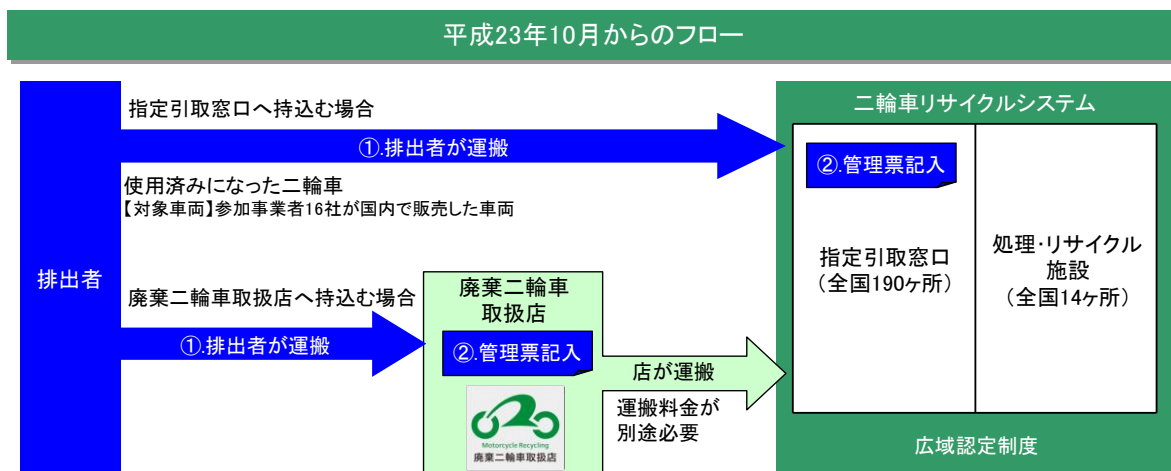 平成23年10月からのフロー
排出者
指定引取窓口へ持込む場合
①.排出者が運搬
使用済みになった二輪車
【対象車両】参加事業者16社が国内で販売した車両
廃棄二輪車取扱店へ持込む場合
①.排出者が運搬
廃棄二輪車
取扱店
②.管理票記入
Motorcycle Recycling
廃棄二輪車取扱店
店が運搬
運搬料金が
別途必要
二輪車リサイクルシステム
②.管理票記入
指定引取窓口
(全国190ヶ所)
処理・リサイクル
施設
(全国14ヶ所)
広域認定制度